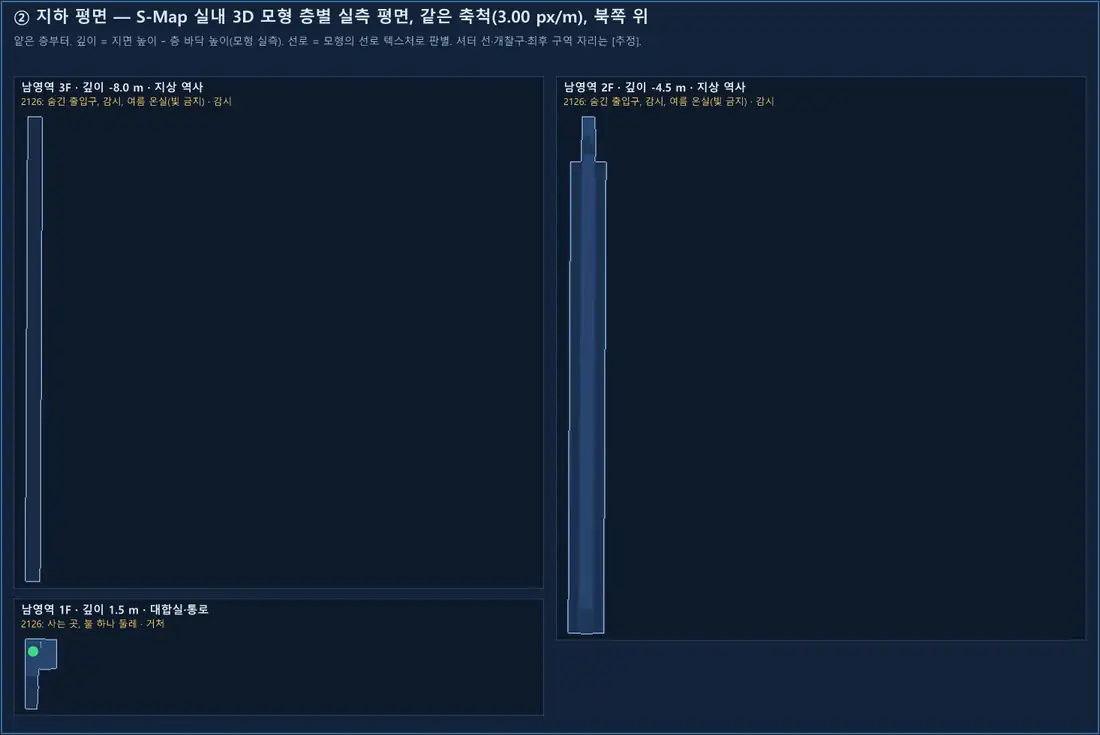 ② 지하 평면 — S-Map 실내 3D 모형 층별 실측 평면, 같은 축척(3.00 px/m), 북쪽 위
얕은 층부터. 깊이 = 지면 높이 – 층 바닥 높이(모형 실측). 선로 = 모형의 선로 텍스처로 판별. 셔터 선·개찰구·최후 구역 자리는 [추정].
남영역 3F · 깊이 -8.0 m · 지상 역사
2126: 숨긴 출입구, 감시, 여름 온실(빛 금지) · 감시
남영역 2F · 깊이 -4.5 m · 지상 역사
2126: 숨긴 출입구, 감시, 여름 온실(빛 금지) · 감시
남영역 1F · 깊이 1.5 m · 대합실·통로
2126: 사는 곳, 불 하나 둘레 · 거처